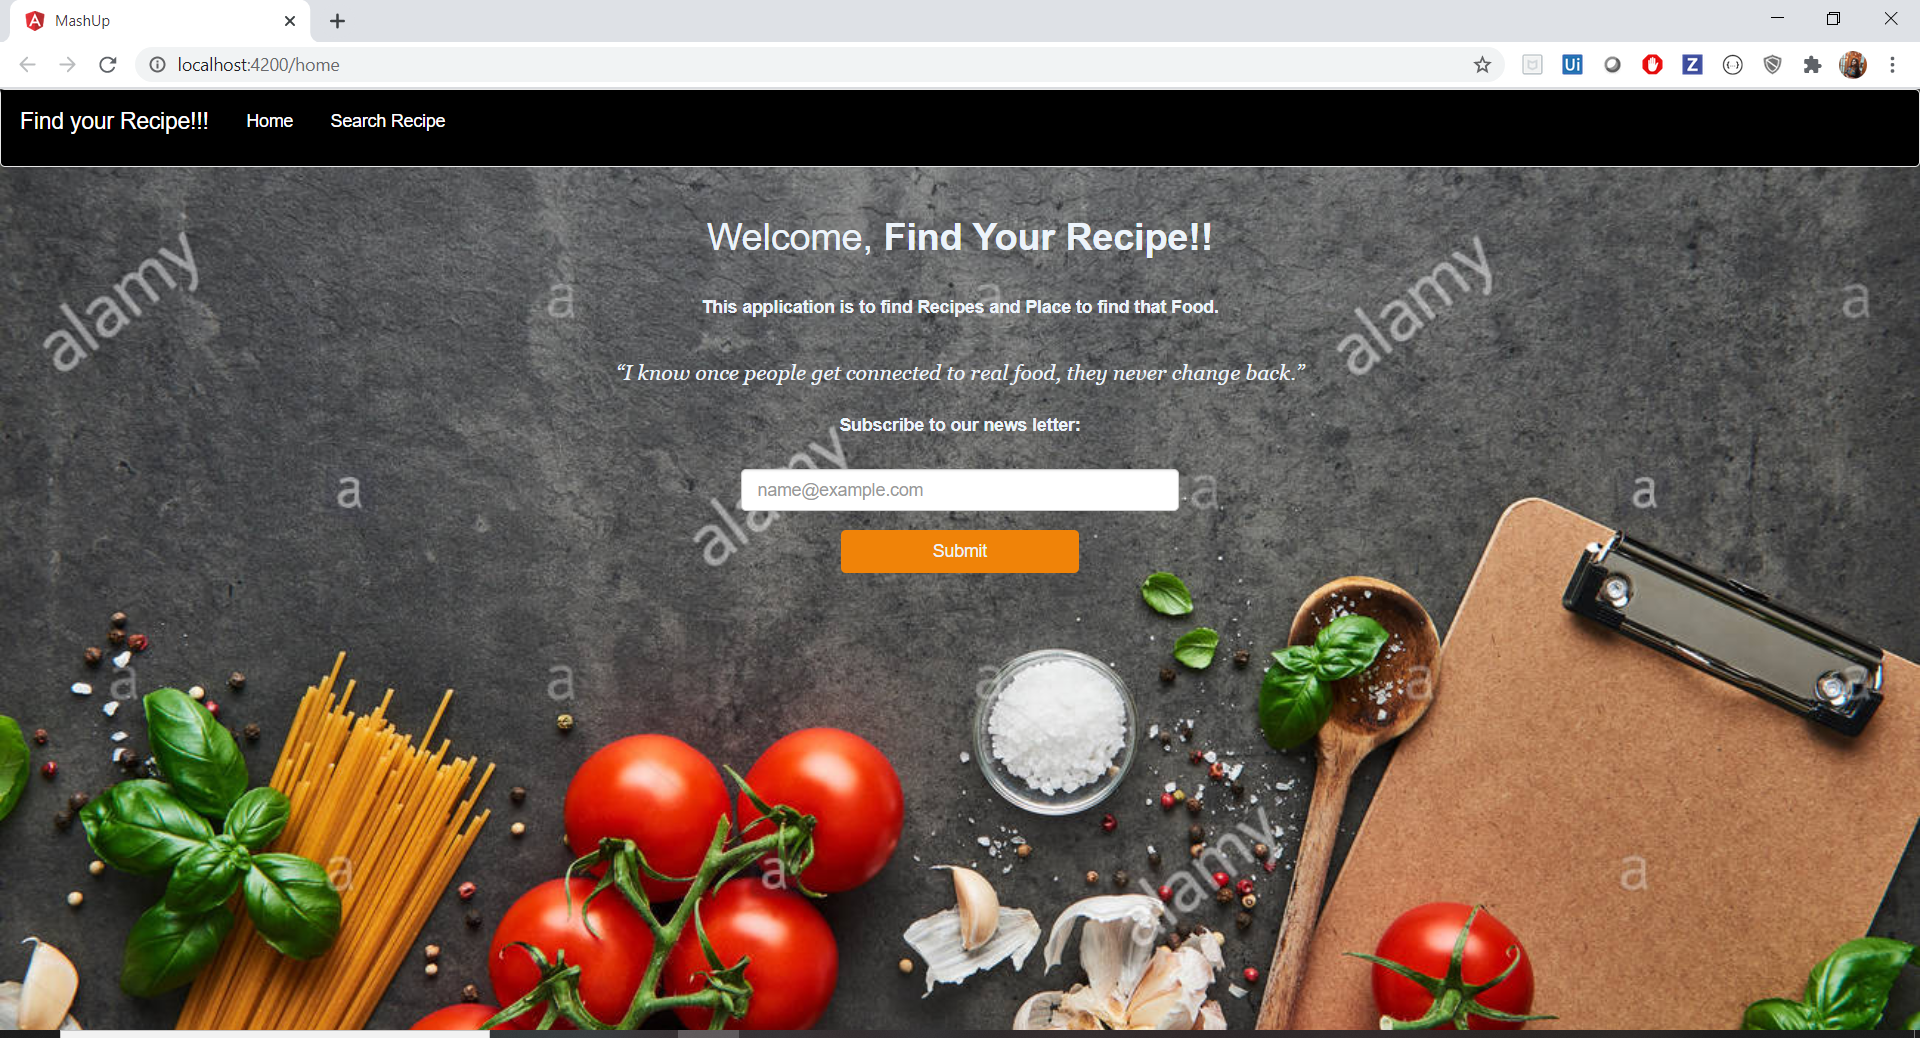 MashUp
localhost:4200/home
Ui
Z
Find your Recipe!!! Home Search Recipe
Welcome, Find Your Recipe!!
alamy
alamy
a
a
a
This application is to find Recipes and Place to find that Food.
“I know once people get connected to real food, they never change back.”
Subscribe to our news letter:
alamy
a
name@example.com
a
a
Submit
a
a
a
a
alamy
a
a
a